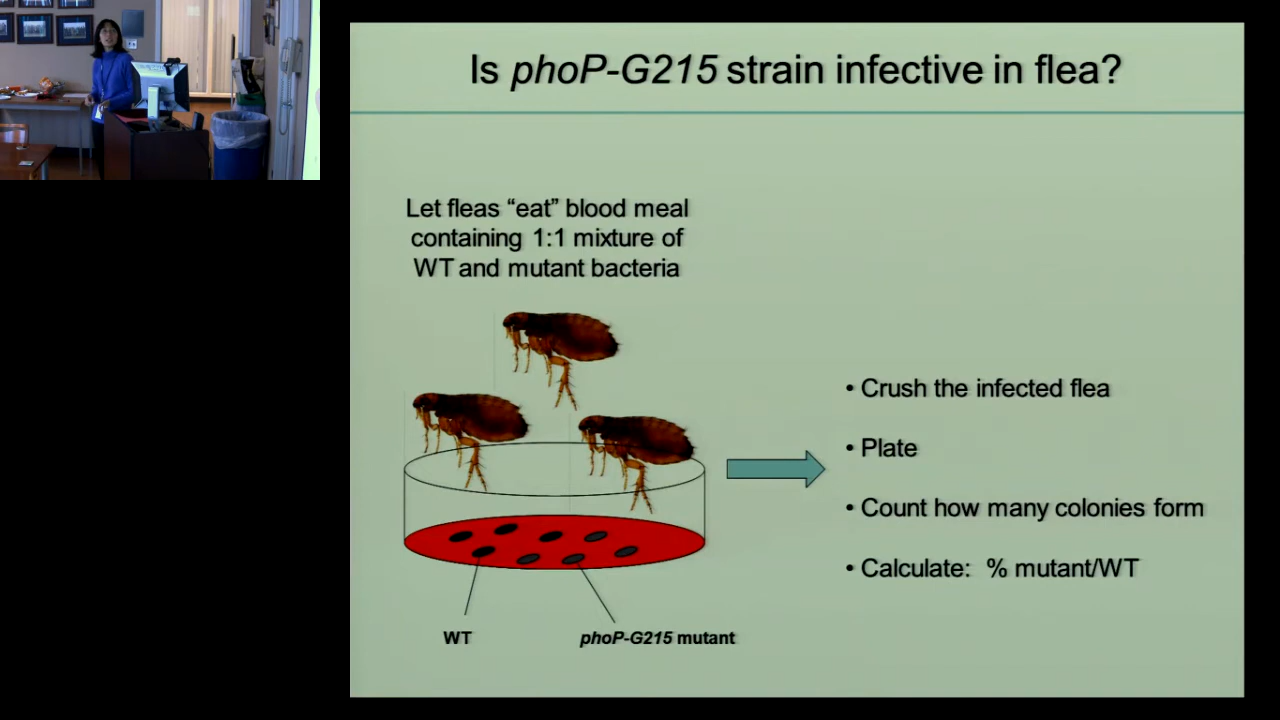 Is phoP-G215 strain infective in flea?
Let fleas “eat” blood meal
containing 1:1 mixture of
WT and mutant bacteria
• Crush the infected flea
• Plate
• Count how many colonies form
• Calculate: % mutant/WT
WT
phoP-G215 mutant